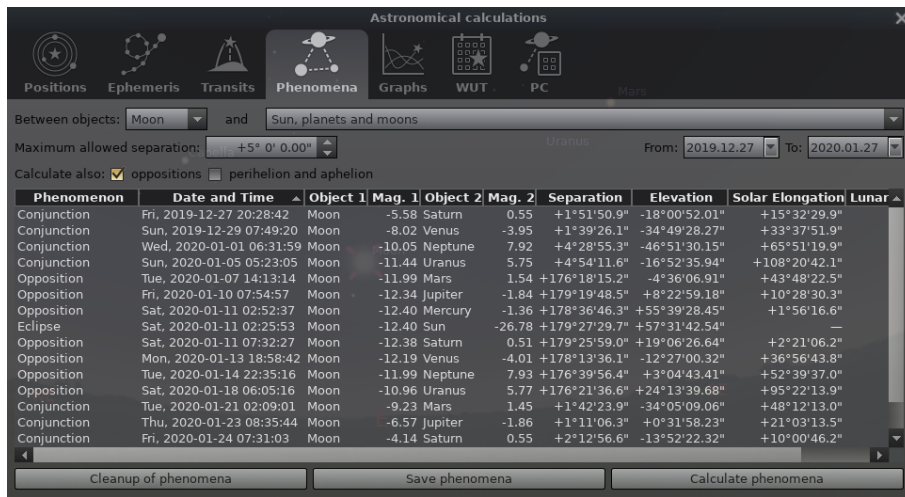 Astronomical calculations
Positions Ephemeris Transits Phenomena Graphs WUT PC
Mars
Between objects: Moon and Sun, planets and moons
Uranus
Maximum allowed separation: +5° 0' 0.00" From: 2019.12.27 To: 2020.01.27
Calculate also: oppositions perihelion and aphelion
Phenomenon Date and Time Object 1 Mag. 1 Object 2 Mag. 2 Separation Elevation Solar Elongation Lunar
Conjunction Fri, 2019-12-27 20:28:42 Moon -5.58 Saturn 0.55 +1°51'50.9" -18°00'52.01" +15°32'29.9"
Conjunction Sun, 2019-12-29 07:49:20 Moon -8.02 Venus -3.95 +1°39'26.1" -34°49'28.27" +33°37'51.9"
Conjunction Wed, 2020-01-01 06:31:59 Moon -10.05 Neptune 7.92 +4°28'55.3" -46°51'30.15" +65°51'19.9"
Conjunction Sun, 2020-01-05 05:23:05 Moon -11.44 Uranus 5.75 +4°54'11.6" -16°52'35.94" +108°20'42.1"
Opposition Tue, 2020-01-07 14:13:14 Moon -11.99 Mars 1.54 +176°18'15.2" -4°36'06.91" +43°48'22.5"
Opposition Fri, 2020-01-10 07:54:57 Moon -12.34 Jupiter -1.84 +179°19'48.5" +8°22'59.18" +10°28'30.3"
Opposition Sat, 2020-01-11 02:52:37 Moon -12.40 Mercury -1.36 +178°36'46.3" +55°39'28.45" +1°56'16.6"
Eclipse Sat, 2020-01-11 02:25:53 Moon -12.40 Sun -26.78 +179°27'29.7" +57°31'42.54" —
Opposition Sat, 2020-01-11 07:32:27 Moon -12.38 Saturn 0.51 +179°25'59.0" +19°06'26.64" +2°21'06.2"
Opposition Mon, 2020-01-13 18:58:42 Moon -12.19 Venus -4.01 +178°13'36.1" -12°27'00.32" +36°56'43.8"
Opposition Tue, 2020-01-14 22:35:16 Moon -11.99 Neptune 7.93 +176°39'56.4" +3°04'43.41" +52°39'37.0"
Opposition Sat, 2020-01-18 06:05:16 Moon -10.96 Uranus 5.77 +176°21'36.6" +24°13'39.68" +95°22'13.9"
Conjunction Tue, 2020-01-21 02:09:01 Moon -9.23 Mars 1.45 +1°42'23.9" -34°05'09.06" +48°12'13.0"
Conjunction Thu, 2020-01-23 08:35:44 Moon -6.57 Jupiter -1.86 +1°11'06.3" +0°31'58.23" +21°03'13.5"
Conjunction Fri, 2020-01-24 07:31:03 Moon -4.14 Saturn 0.55 +2°12'56.6" -13°52'22.32" +10°00'46.2"
Cleanup of phenomena Save phenomena Calculate phenomena